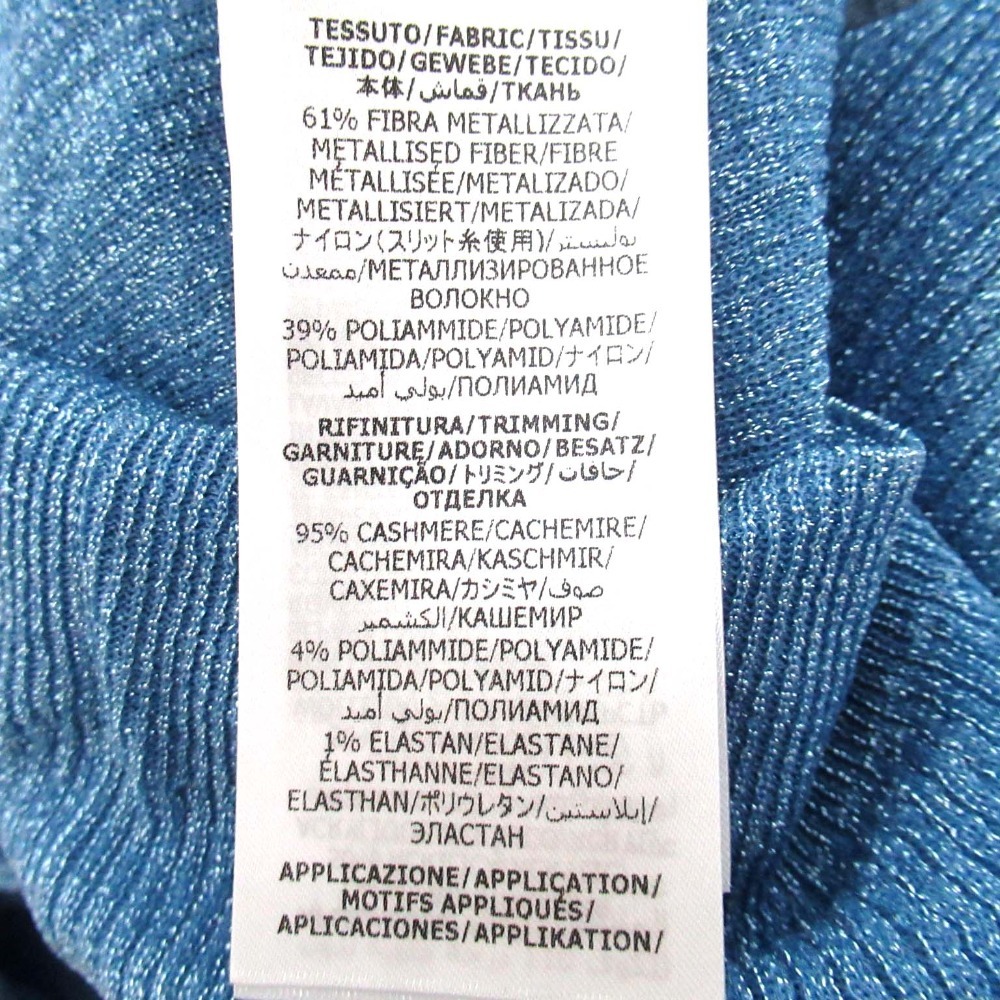 TESSUTO/FABRIC/TISSU/
TEJIDO/GEWEBE/TECIDO/
本体/قماش/ТКАНЬ
61% FIBRA METALLIZZATA/
METALLISED FIBER/FIBRE
MÉTALLISÉE/METALIZADO/
METALLISIERT/METALIZADA/
ナイロン(スリット糸使用)/بوليستر
ممعدن/МЕТАЛЛИЗИРОВАННОЕ
ВОЛОКНО
39% POLIAMMIDE/POLYAMIDE/
POLIAMIDA/POLYAMID/ナイロン/
بولي أميد/ПОЛИАМИД
RIFINITURA/TRIMMING/
GARNITURE/ADORNO/BESATZ/
GUARNIÇÃO/トリミング/حافات/
ОТДЕЛКА
95% CASHMERE/CACHEMIRE/
CACHEMIRA/KASCHMIR/
CAXEMIRA/カシミヤ/صوف
الكشمير/КАШЕМИР
4% POLIAMMIDE/POLYAMIDE/
POLIAMIDA/POLYAMID/ナイロン/
بولي أميد/ПОЛИАМИД
1% ELASTAN/ELASTANE/
ÉLASTHANNE/ELASTANO/
ELASTHAN/ポリウレタン/إيلاستين/
ЭЛАСТАН
APPLICAZIONE/APPLICATION/
MOTIFS APPLIQUÉS/
APLICACIONES/APPLIKATION/